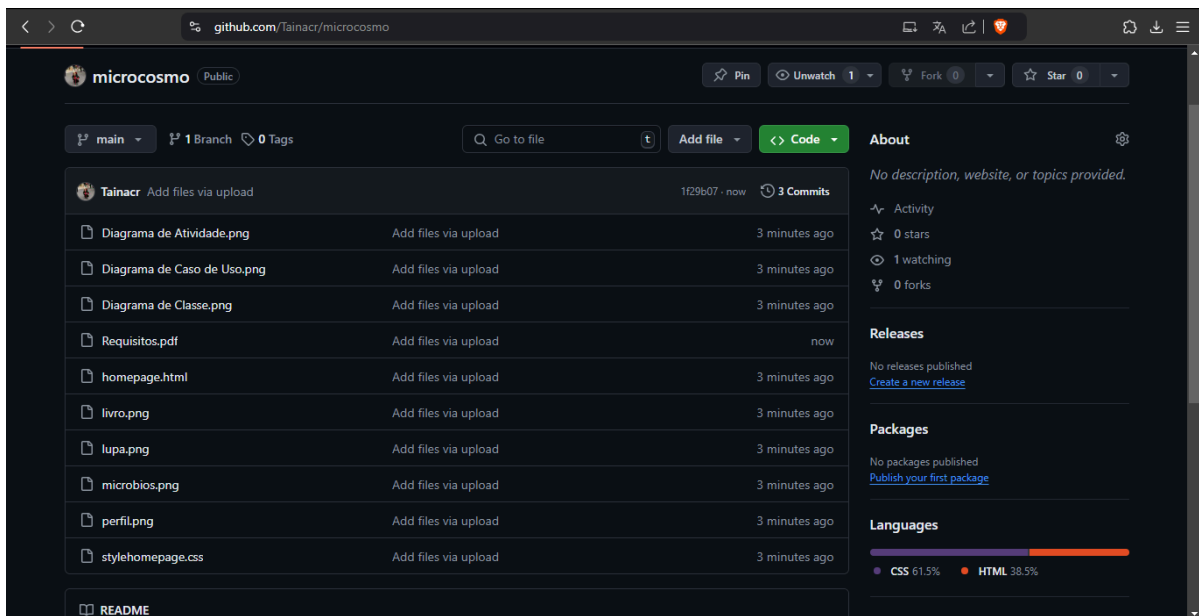 github.com/Tainacr/microcosmo
microcosmo Public
Pin Unwatch 1 Fork 0 Star 0
main 1 Branch 0 Tags Go to file t Add file Code
Tainacr Add files via upload 1f29b07 · now 3 Commits
Diagrama de Atividade.png Add files via upload 3 minutes ago
Diagrama de Caso de Uso.png Add files via upload 3 minutes ago
Diagrama de Classe.png Add files via upload 3 minutes ago
Requisitos.pdf Add files via upload now
homepage.html Add files via upload 3 minutes ago
livro.png Add files via upload 3 minutes ago
lupa.png Add files via upload 3 minutes ago
microbios.png Add files via upload 3 minutes ago
perfil.png Add files via upload 3 minutes ago
stylehomepage.css Add files via upload 3 minutes ago
README
About
No description, website, or topics provided.
Activity
0 stars
1 watching
0 forks
Releases
No releases published
Create a new release
Packages
No packages published
Publish your first package
Languages
CSS 61.5% HTML 38.5%